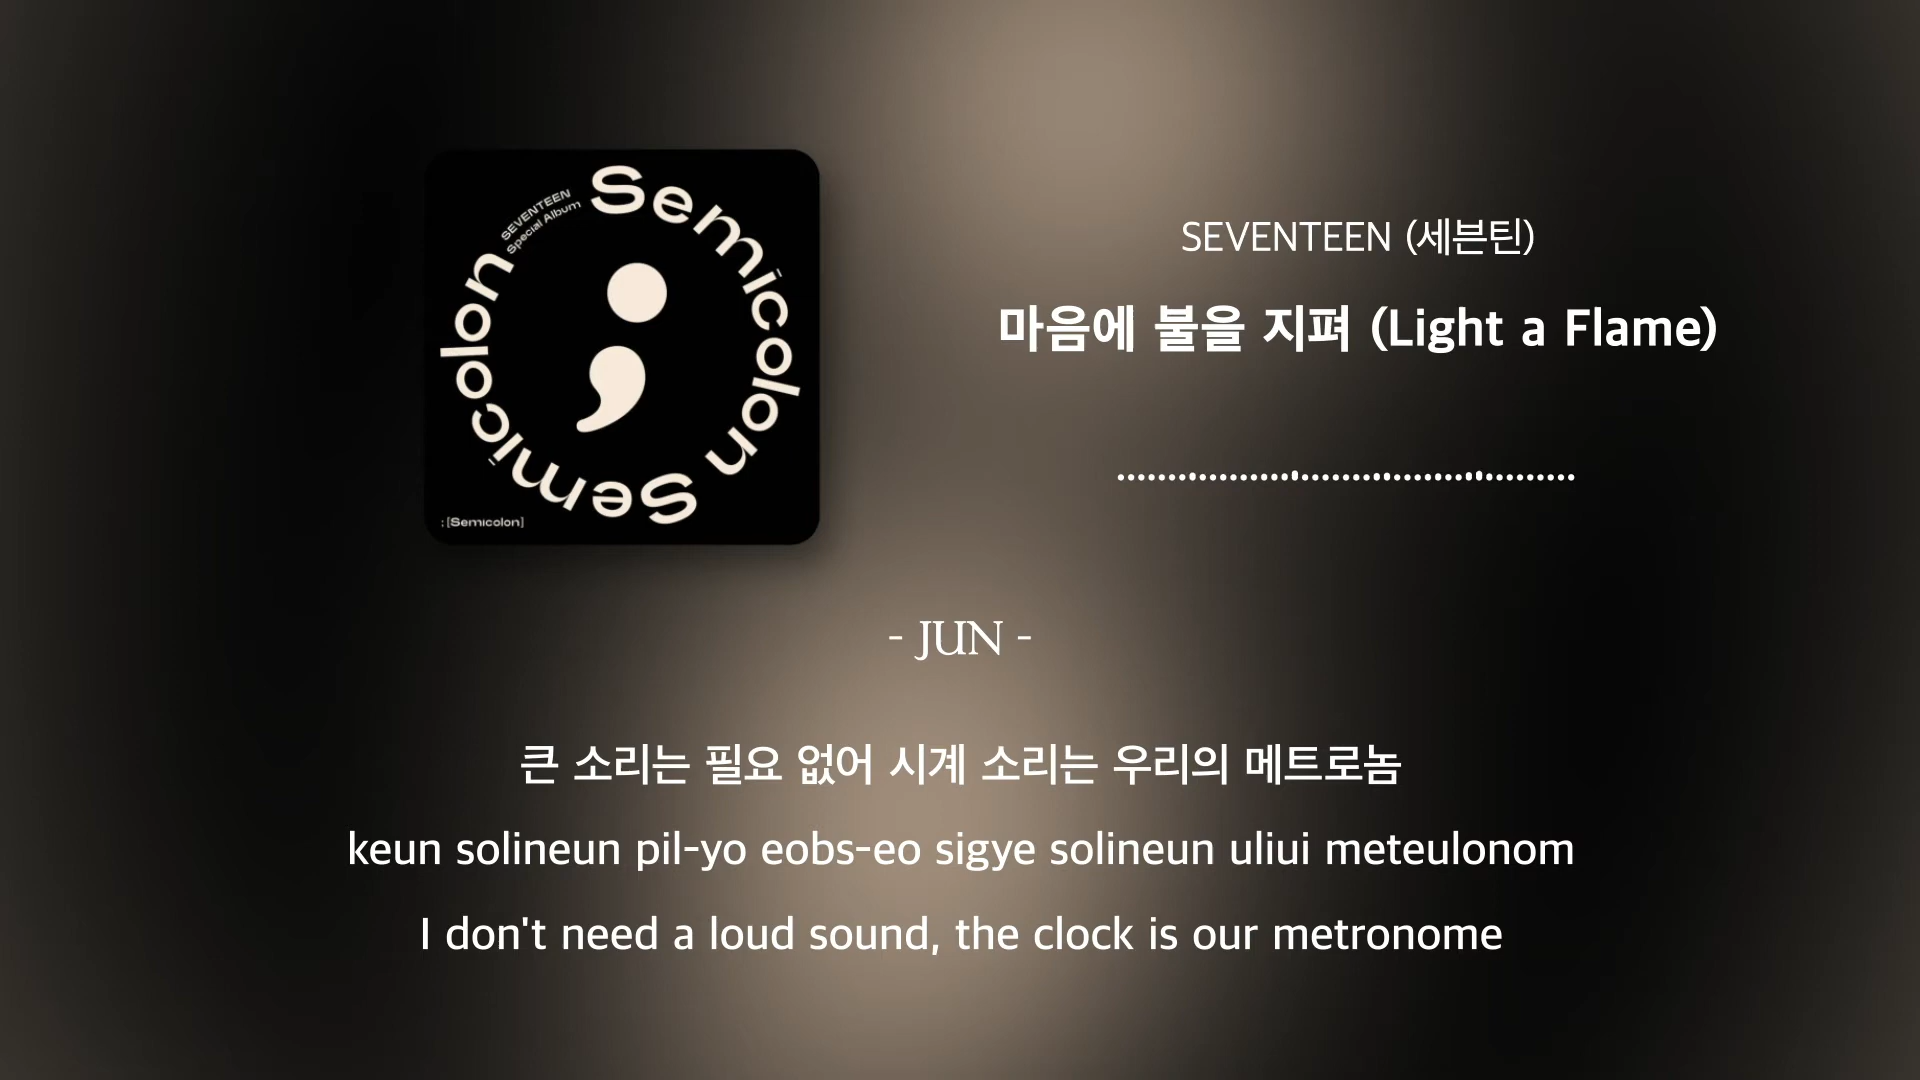 Semicolon Semicolon
SEVENTEEN
Special Album
; [Semicolon]
SEVENTEEN (세븐틴)
마음에 불을 지펴 (Light a Flame)
- JUN -
큰 소리는 필요 없어 시계 소리는 우리의 메트로놈
keun solineun pil-yo eobs-eo sigye solineun uliui meteulonom
I don't need a loud sound, the clock is our metronome